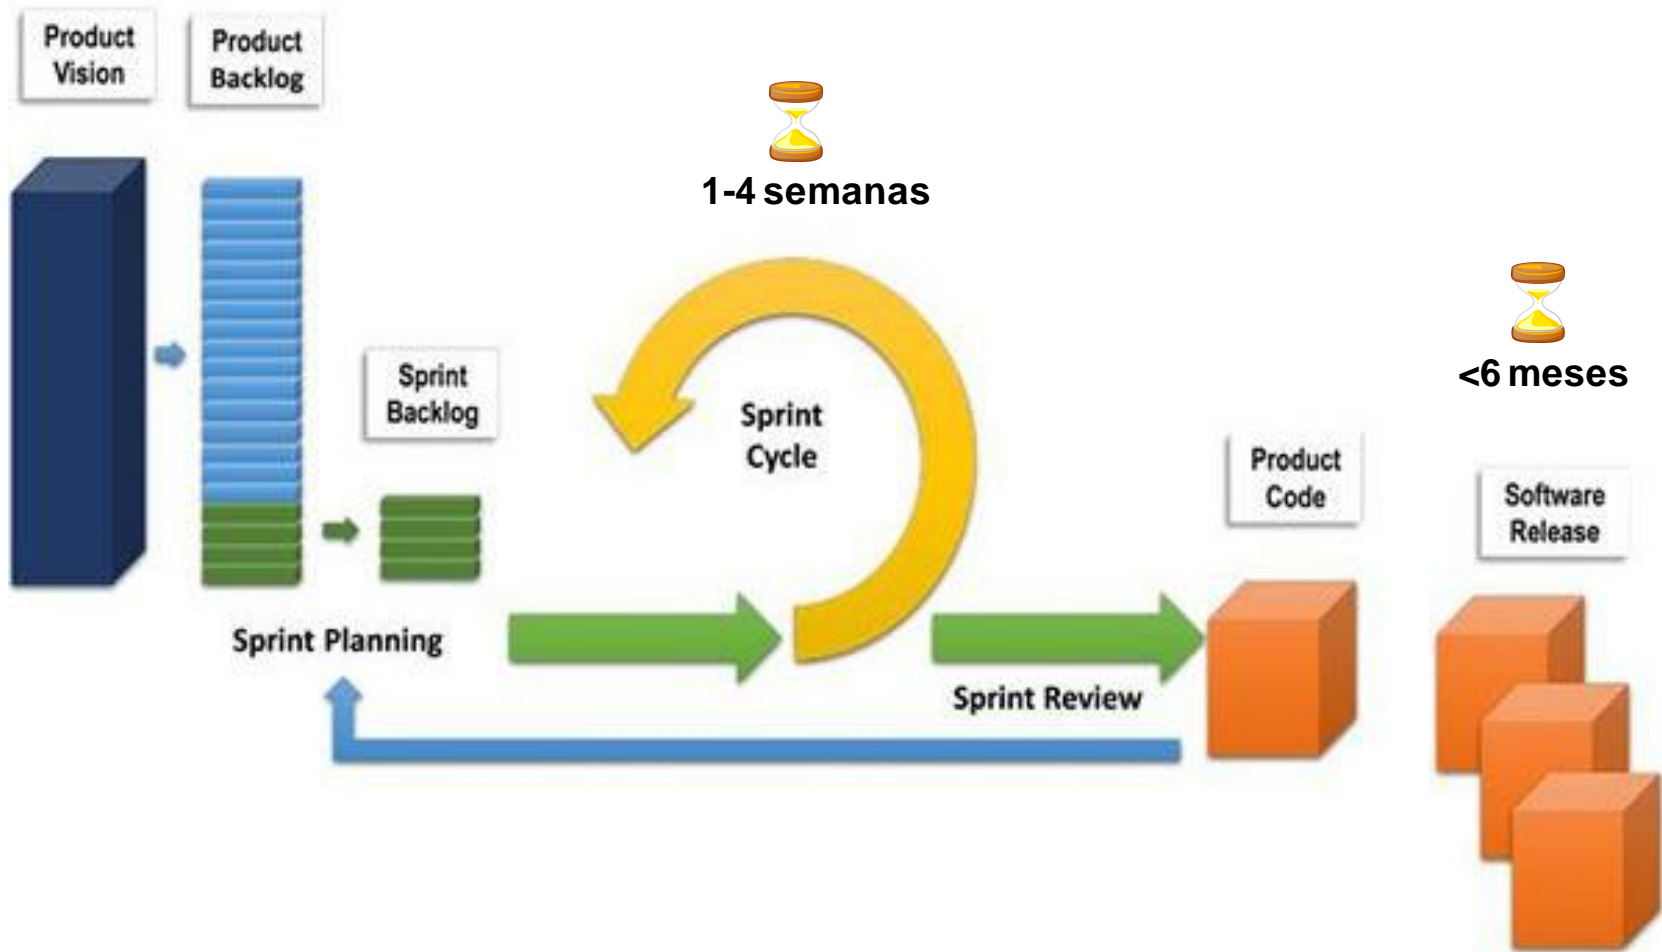 Product
Vision
Product
Backlog
1-4 semanas
<6 meses
Sprint
Backlog
Sprint
Cycle
Product
Code
Software
Release
Sprint Planning
Sprint Review